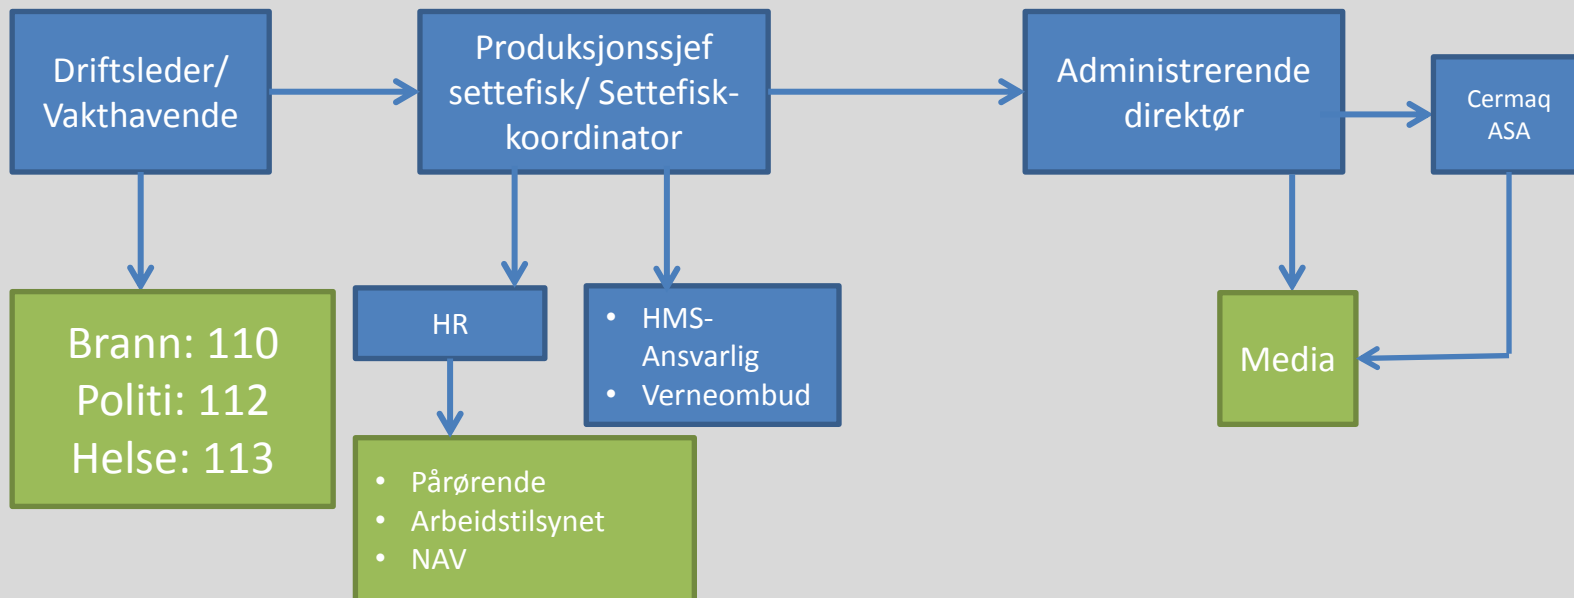 Driftsleder/
Vakthavende
Produksjonssjef
settefisk/ Settefisk-
koordinator
Administrerende
direktør
Cermaq
ASA
Brann: 110
Politi: 112
Helse: 113
HR
• HMS-
Ansvarlig
• Verneombud
Media
• Pårørende
• Arbeidstilsynet
• NAV